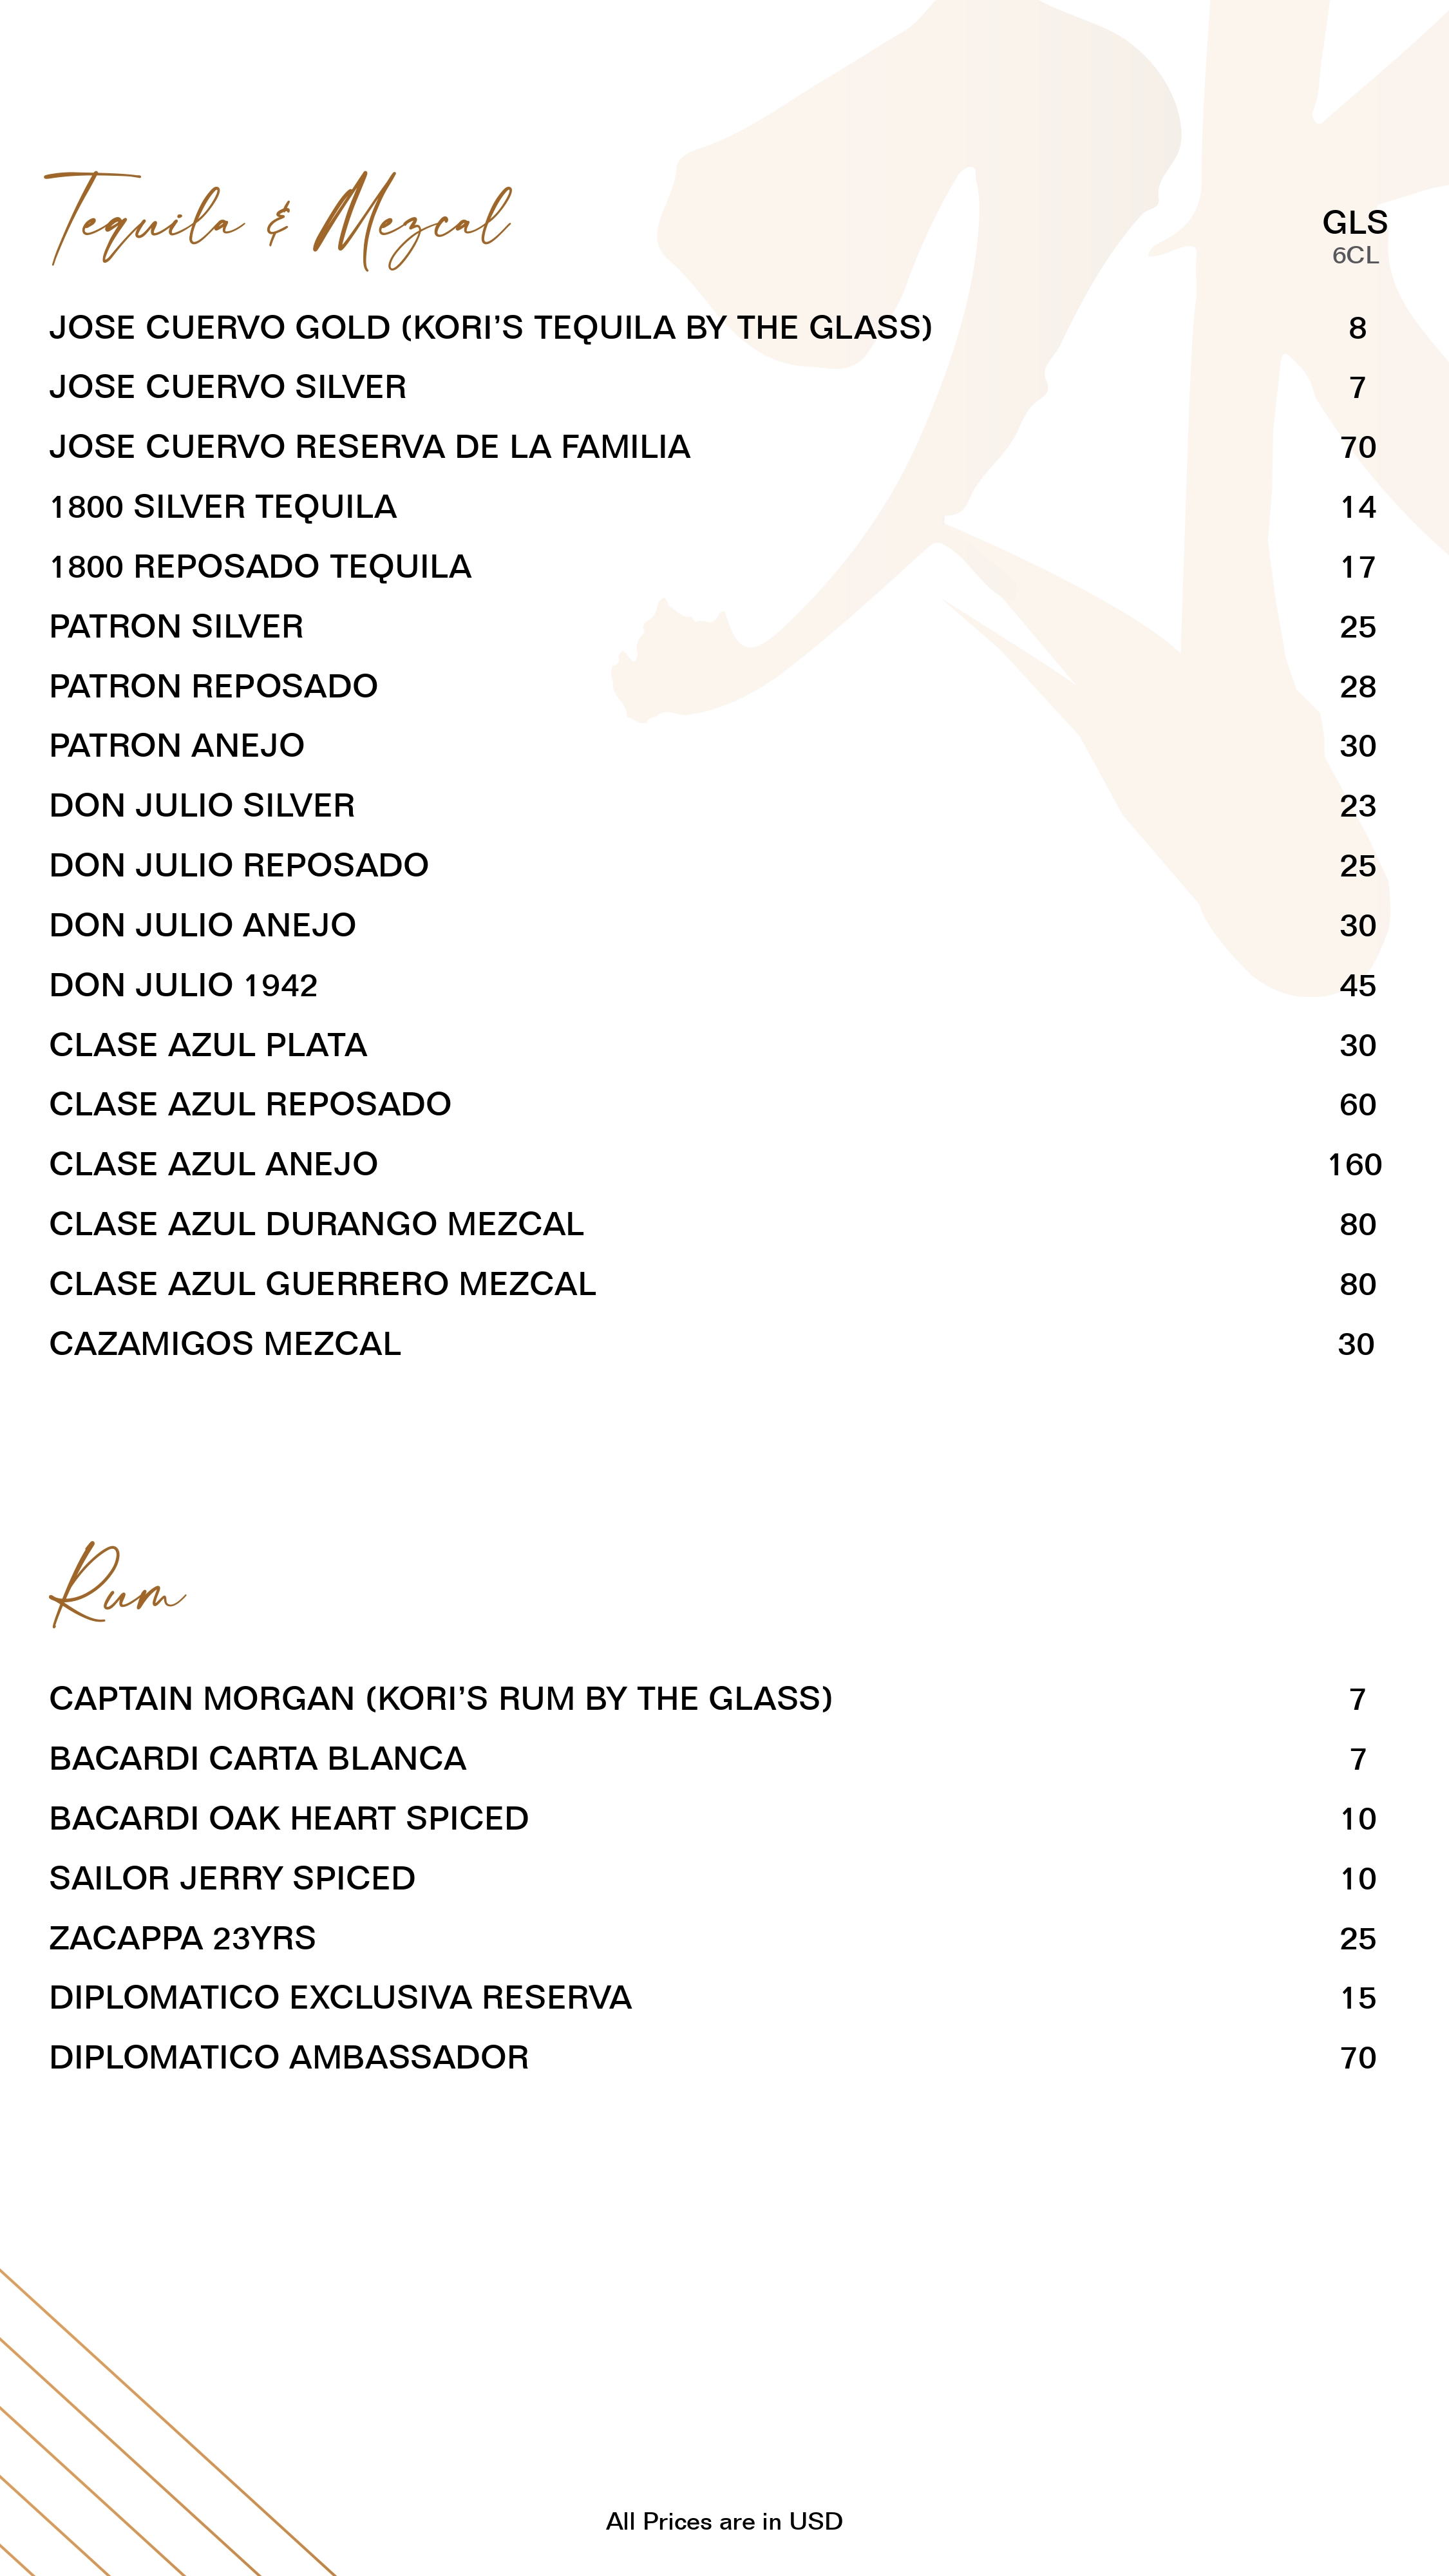 Tequila & Mezcal
GLS
6CL
JOSE CUERVO GOLD (KORI’S TEQUILA BY THE GLASS) 8
JOSE CUERVO SILVER 7
JOSE CUERVO RESERVA DE LA FAMILIA 70
1800 SILVER TEQUILA 14
1800 REPOSADO TEQUILA 17
PATRON SILVER 25
PATRON REPOSADO 28
PATRON ANEJO 30
DON JULIO SILVER 23
DON JULIO REPOSADO 25
DON JULIO ANEJO 30
DON JULIO 1942 45
CLASE AZUL PLATA 30
CLASE AZUL REPOSADO 60
CLASE AZUL ANEJO 160
CLASE AZUL DURANGO MEZCAL 80
CLASE AZUL GUERRERO MEZCAL 80
CAZAMIGOS MEZCAL 30
Rum
CAPTAIN MORGAN (KORI’S RUM BY THE GLASS) 7
BACARDI CARTA BLANCA 7
BACARDI OAK HEART SPICED 10
SAILOR JERRY SPICED 10
ZACAPPA 23YRS 25
DIPLOMATICO EXCLUSIVA RESERVA 15
DIPLOMATICO AMBASSADOR 70
All Prices are in USD